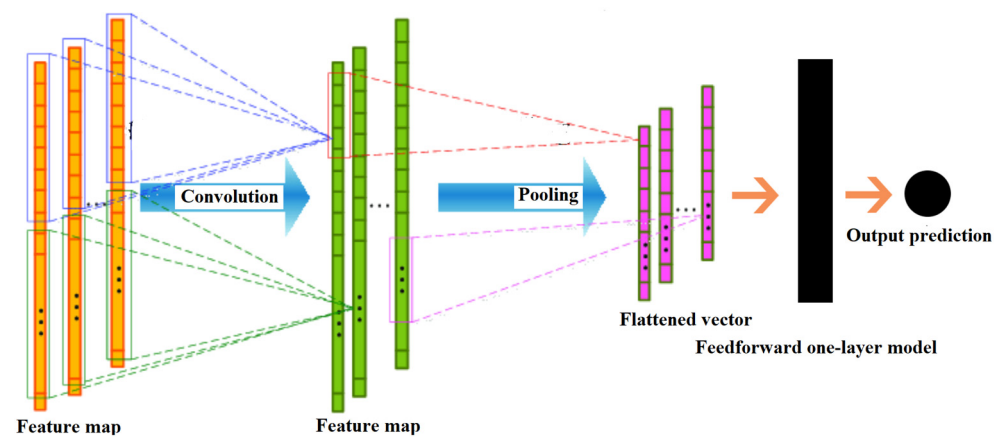 Convolution
Pooling
Output prediction
Flattened vector
Feedforward one-layer model
Feature map
Feature map